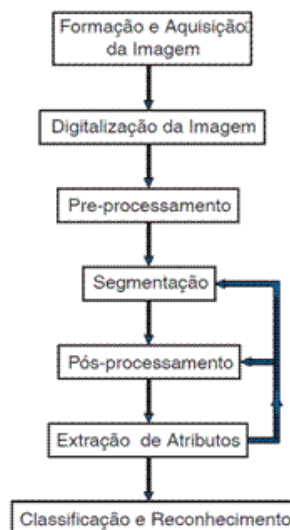 Formação e Aquisição
da Imagem
Digitalização da Imagem
Pre-processamento
Segmentação
Pós-processamento
Extração de Atributos
Classificação e Reconhecimento